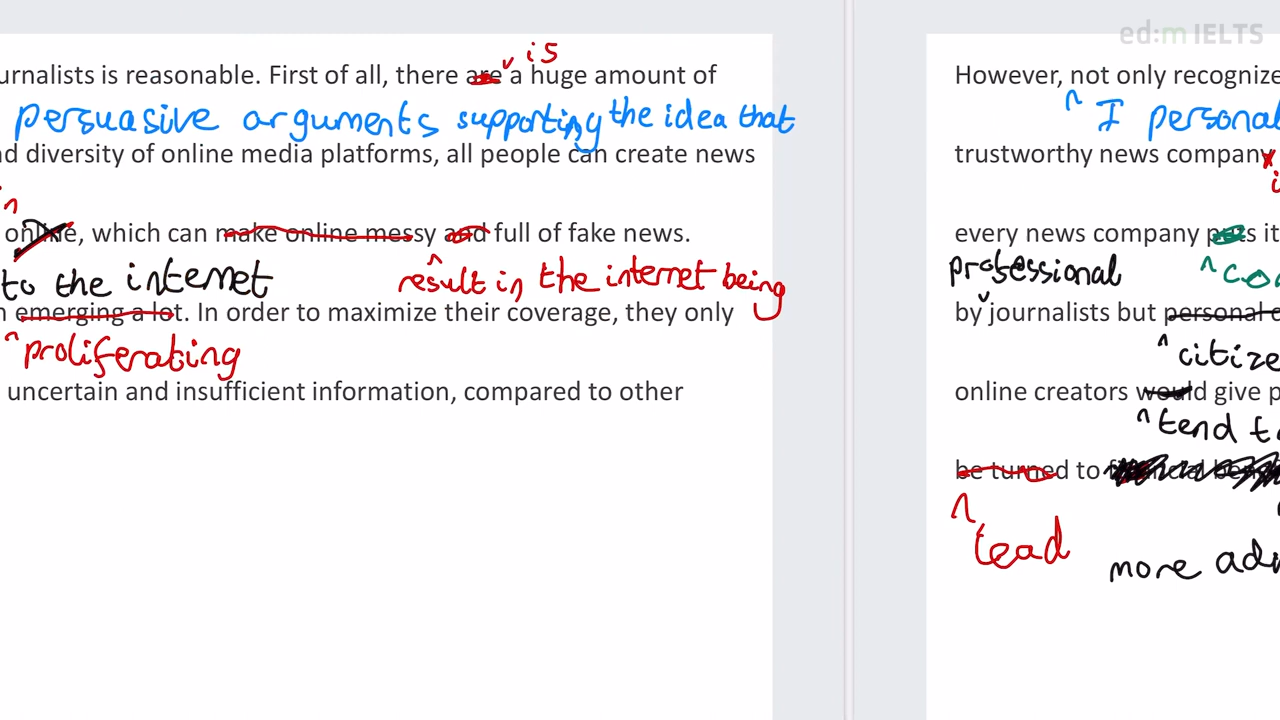 ed:m IELTS
is
urnalists is reasonable. First of all, there are a huge amount of
persuasive arguments supporting the idea that
nd diversity of online media platforms, all people can create news
in
online, which can make online messy and full of fake news.
to the internet result in the internet being
n emerging a lot. In order to maximize their coverage, they only
proliferating
uncertain and insufficient information, compared to other
However, not only recognize
I personal
trustworthy news company
every news company puts it
professional co
by journalists but personal
citize
online creators would give p
tend t
be turned to financial
lead
more ad